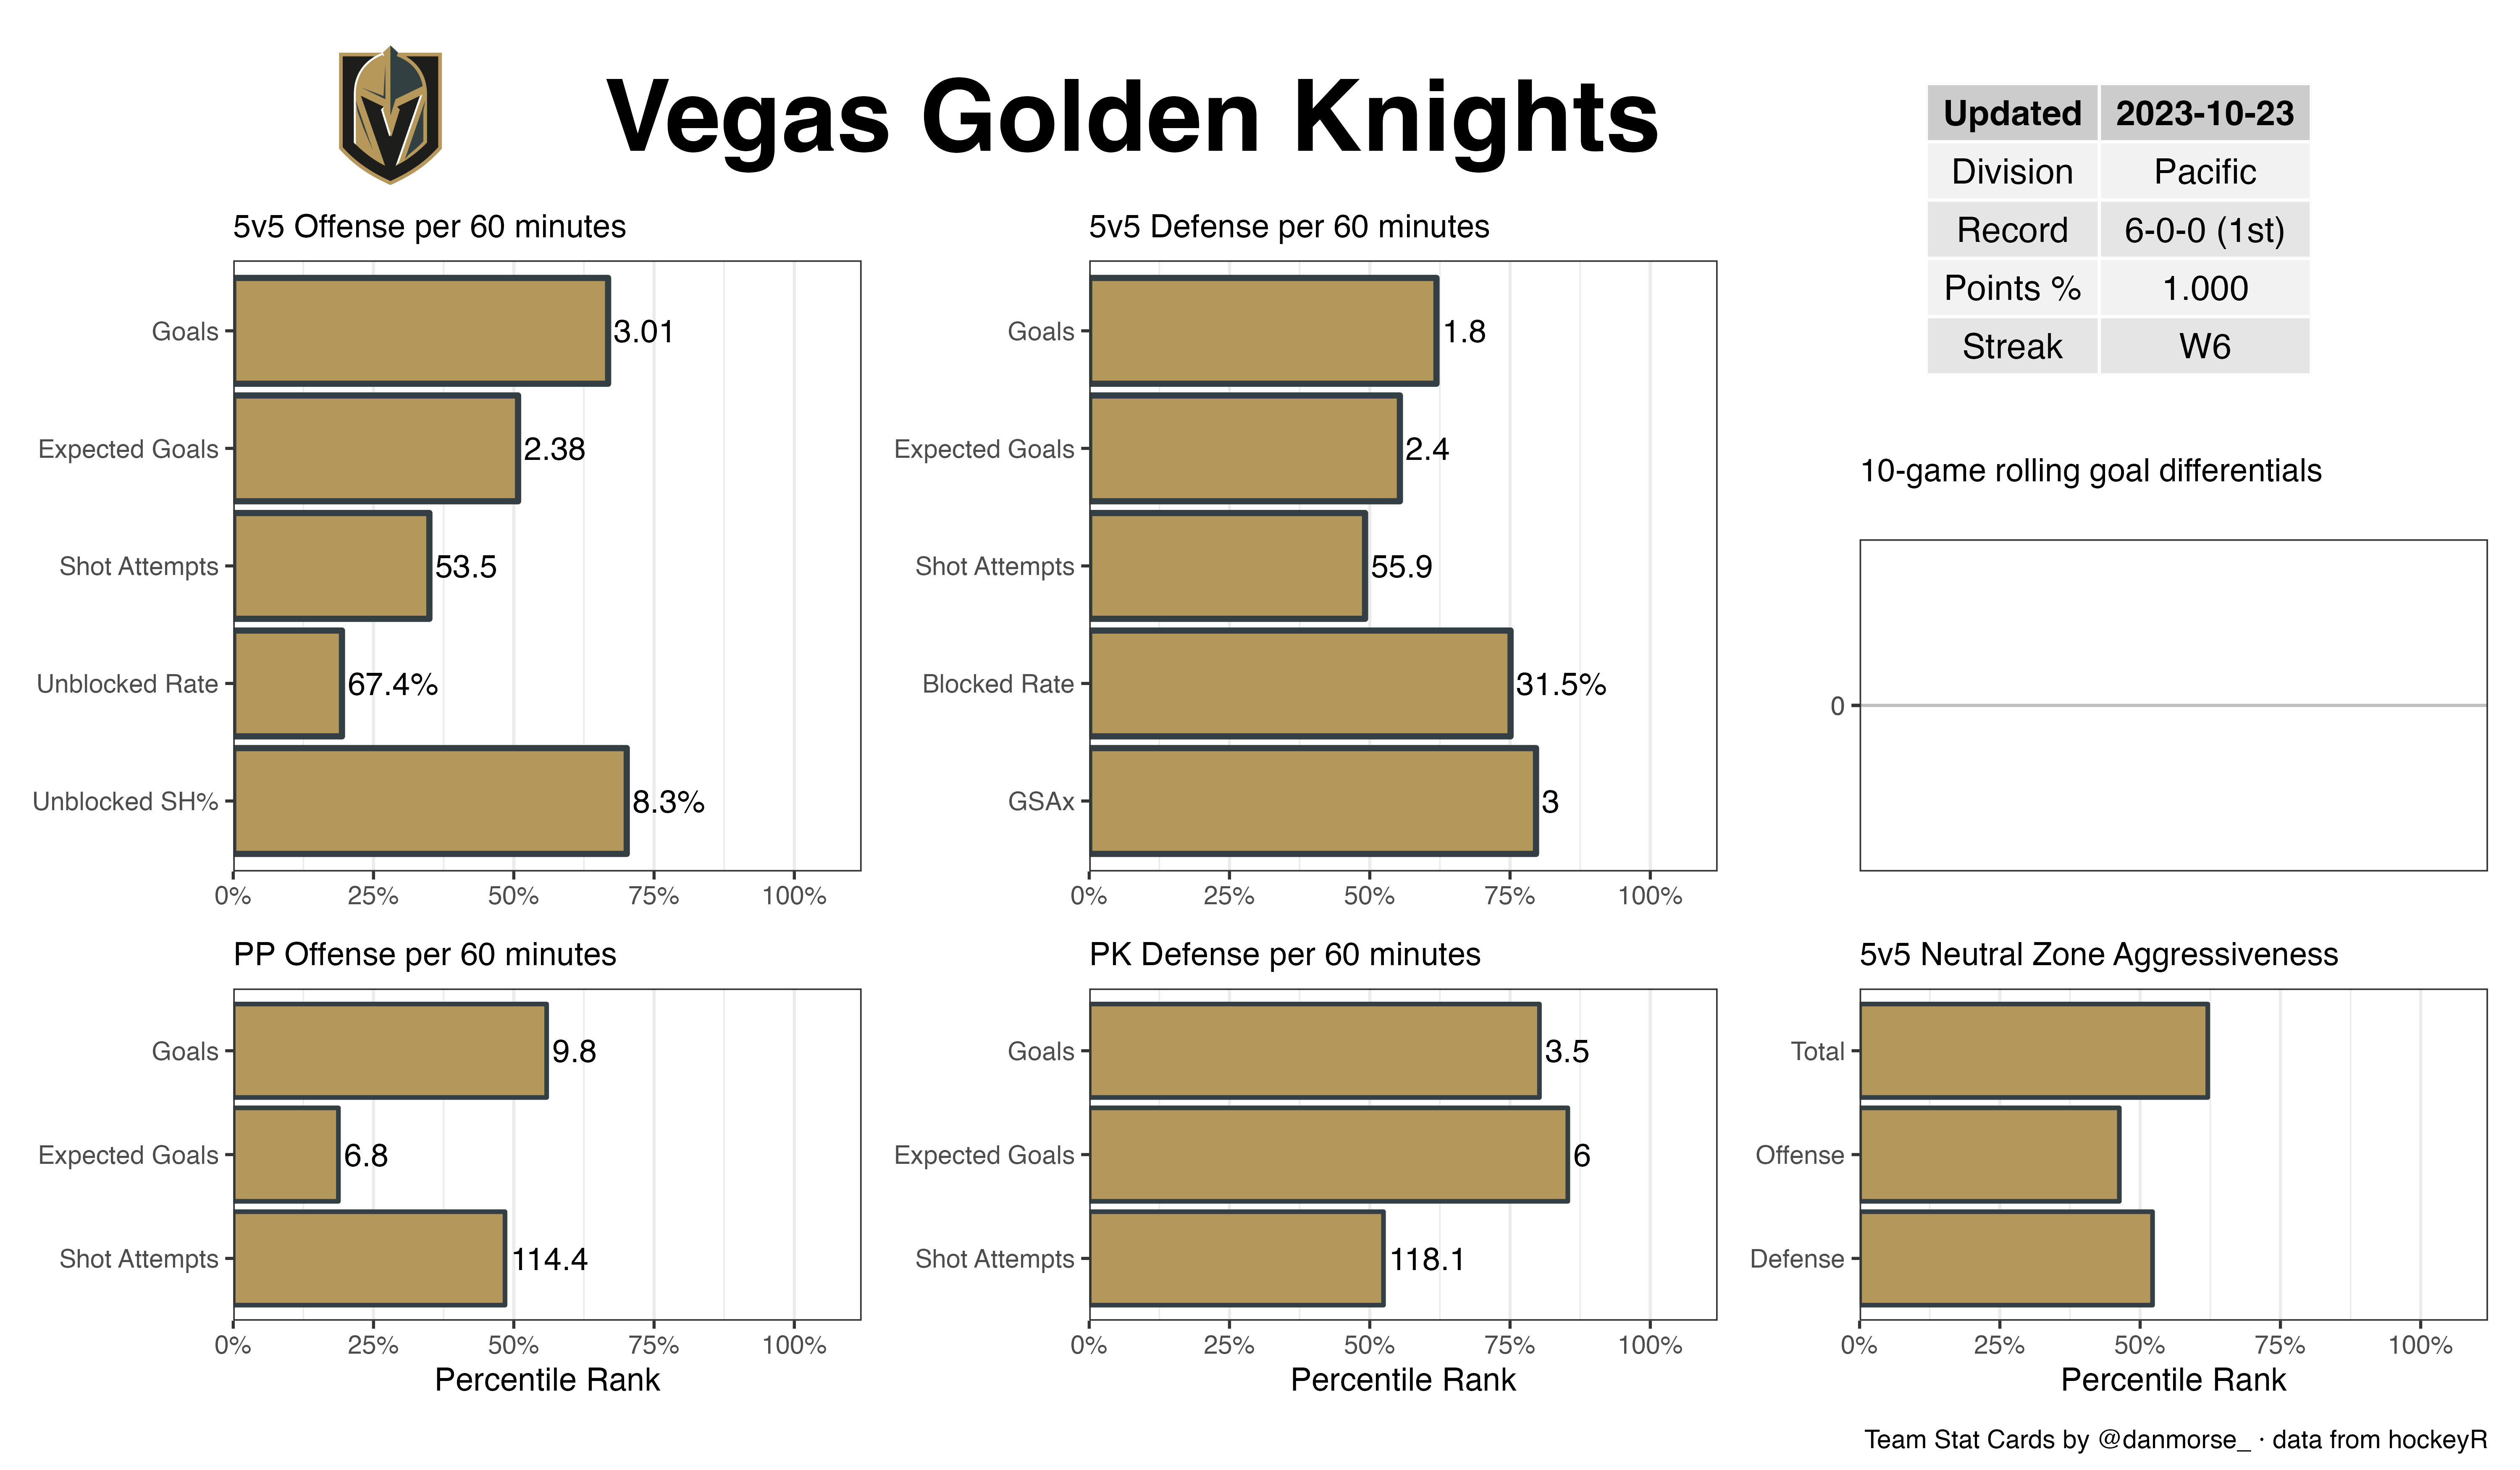 Vegas Golden Knights
Updated 2023-10-23
Division Pacific
Record 6-0-0 (1st)
Points % 1.000
Streak W6
5v5 Offense per 60 minutes
Goals 3.01
Expected Goals 2.38
Shot Attempts 53.5
Unblocked Rate 67.4%
Unblocked SH% 8.3%
0% 25% 50% 75% 100%
5v5 Defense per 60 minutes
Goals 1.8
Expected Goals 2.4
Shot Attempts 55.9
Blocked Rate 31.5%
GSAx 3
0% 25% 50% 75% 100%
10-game rolling goal differentials
0
PP Offense per 60 minutes
Goals 9.8
Expected Goals 6.8
Shot Attempts 114.4
0% 25% 50% 75% 100%
Percentile Rank
PK Defense per 60 minutes
Goals 3.5
Expected Goals 6
Shot Attempts 118.1
0% 25% 50% 75% 100%
Percentile Rank
5v5 Neutral Zone Aggressiveness
Total
Offense
Defense
0% 25% 50% 75% 100%
Percentile Rank
Team Stat Cards by @danmorse_ · data from hockeyR